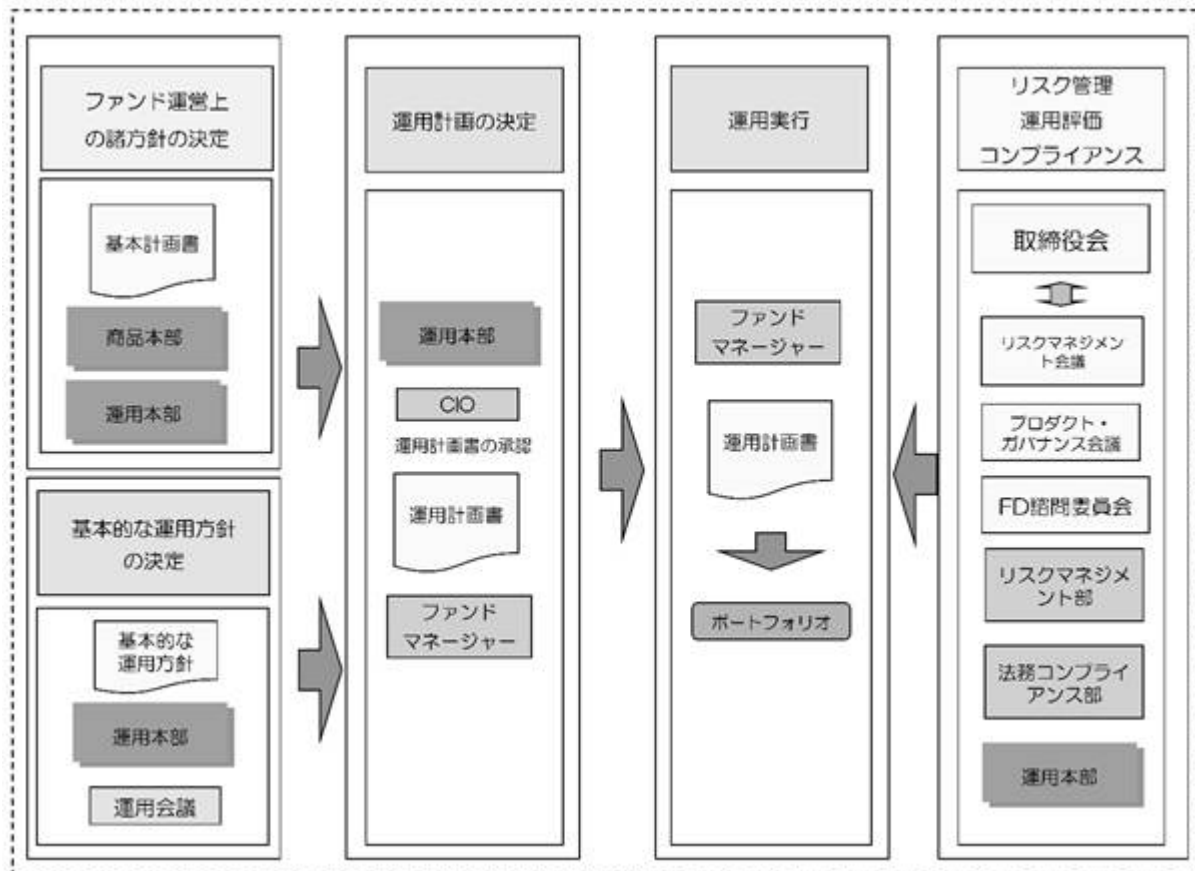 ファンド運営上
の諸方針の決定
基本計画書
商品本部
運用本部
基本的な運用方針
の決定
基本的な
運用方針
運用本部
運用会議
運用計画の決定
運用本部
CIO
運用計画書の承認
運用計画書
ファンド
マネージャー
運用実行
ファンド
マネージャー
運用計画書
ポートフォリオ
リスク管理
運用評価
コンプライアンス
取締役会
リスクマネジメン
ト会議
プロダクト・
ガバナンス会議
FD諮問委員会
リスクマネジメ
ント部
法務コンプライ
アンス部
運用本部